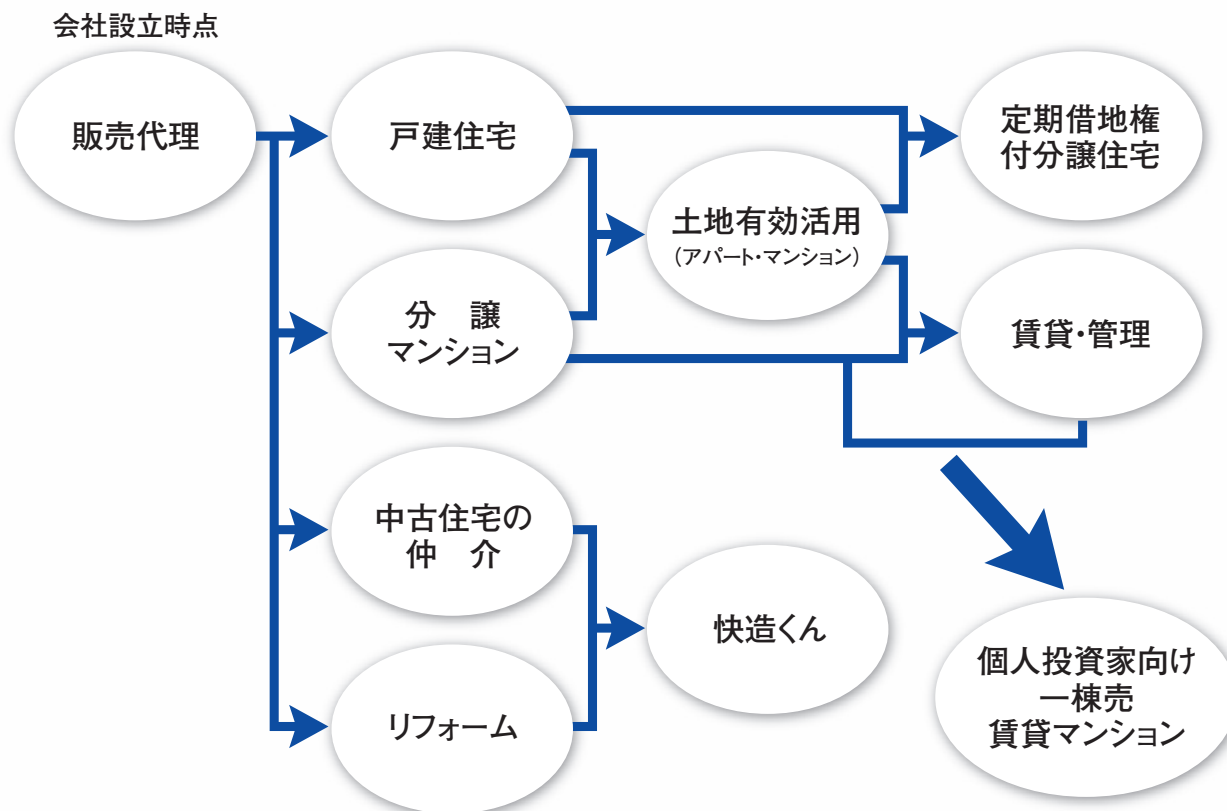 会社設立時点
販売代理
戸建住宅
定期借地権
付分譲住宅
土地有効活用
(アパート・マンション)
分　譲
マンション
賃貸・管理
中古住宅の
仲　介
快造くん
リフォーム
個人投資家向け
一棟売
賃貸マンション